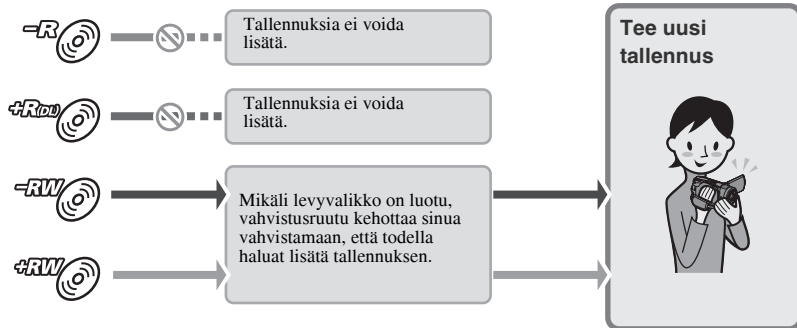 -R
Tallennuksia ei voida
lisätä.
+R(DL)
Tallennuksia ei voida
lisätä.
-RW
+RW
Mikäli levyvalikko on luotu,
vahvistusruutu kehottaa sinua
vahvistamaan, että todella
haluat lisätä tallennuksen.
Tee uusi
tallennus